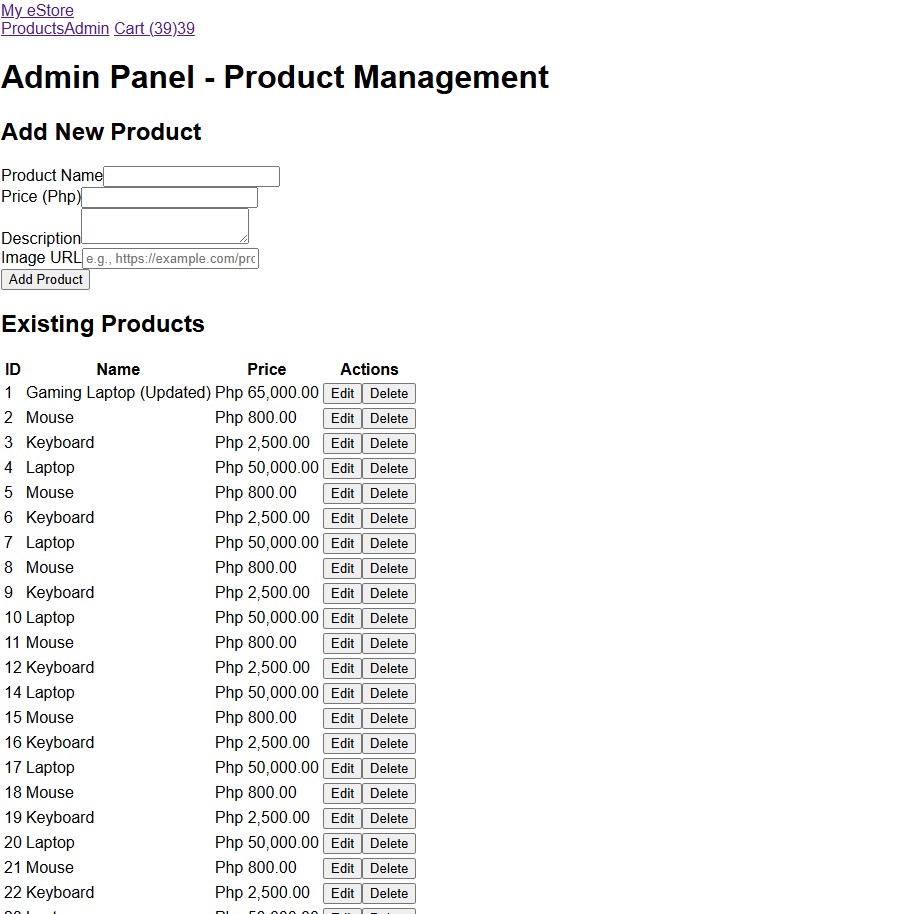 My eStore
ProductsAdmin Cart (39)39
Admin Panel - Product Management
Add New Product
Product Name
Price (Php)
Description
Image URL e.g., https://example.com/pro
Add Product
Existing Products
ID Name Price Actions
1 Gaming Laptop (Updated) Php 65,000.00 Edit Delete
2 Mouse Php 800.00 Edit Delete
3 Keyboard Php 2,500.00 Edit Delete
4 Laptop Php 50,000.00 Edit Delete
5 Mouse Php 800.00 Edit Delete
6 Keyboard Php 2,500.00 Edit Delete
7 Laptop Php 50,000.00 Edit Delete
8 Mouse Php 800.00 Edit Delete
9 Keyboard Php 2,500.00 Edit Delete
10 Laptop Php 50,000.00 Edit Delete
11 Mouse Php 800.00 Edit Delete
12 Keyboard Php 2,500.00 Edit Delete
14 Laptop Php 50,000.00 Edit Delete
15 Mouse Php 800.00 Edit Delete
16 Keyboard Php 2,500.00 Edit Delete
17 Laptop Php 50,000.00 Edit Delete
18 Mouse Php 800.00 Edit Delete
19 Keyboard Php 2,500.00 Edit Delete
20 Laptop Php 50,000.00 Edit Delete
21 Mouse Php 800.00 Edit Delete
22 Keyboard Php 2,500.00 Edit Delete